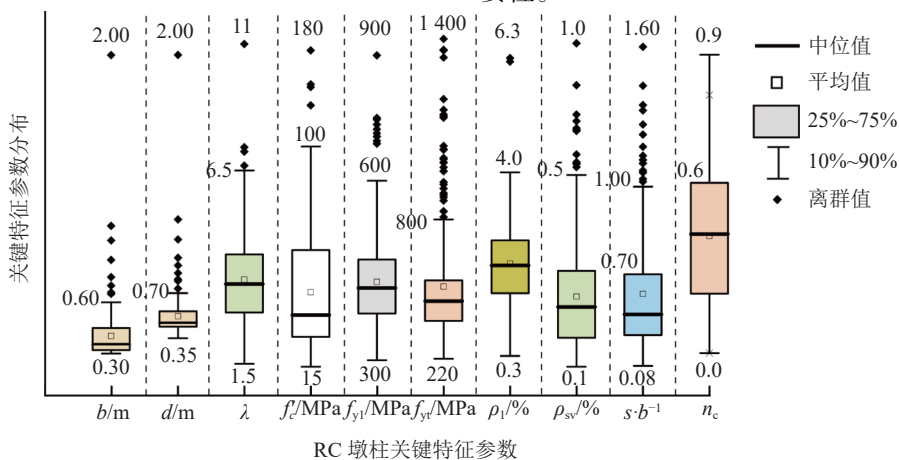 2.00 2.00 11 180 900 1 400 6.3 1.0 1.60 0.9
中位值
平均值
25%~75%
10%~90%
离群值
100
6.5 600 4.0 0.5 1.00 0.6
800
0.60 0.70 0.70
0.30 0.35 1.5 15 300 220 0.3 0.1 0.08 0.0
b/m d/m λ f′c/MPa fy1/MPa fyt/MPa ρ1/% ρsv/% s·b⁻¹ nc
关键特征参数分布
RC 墩柱关键特征参数